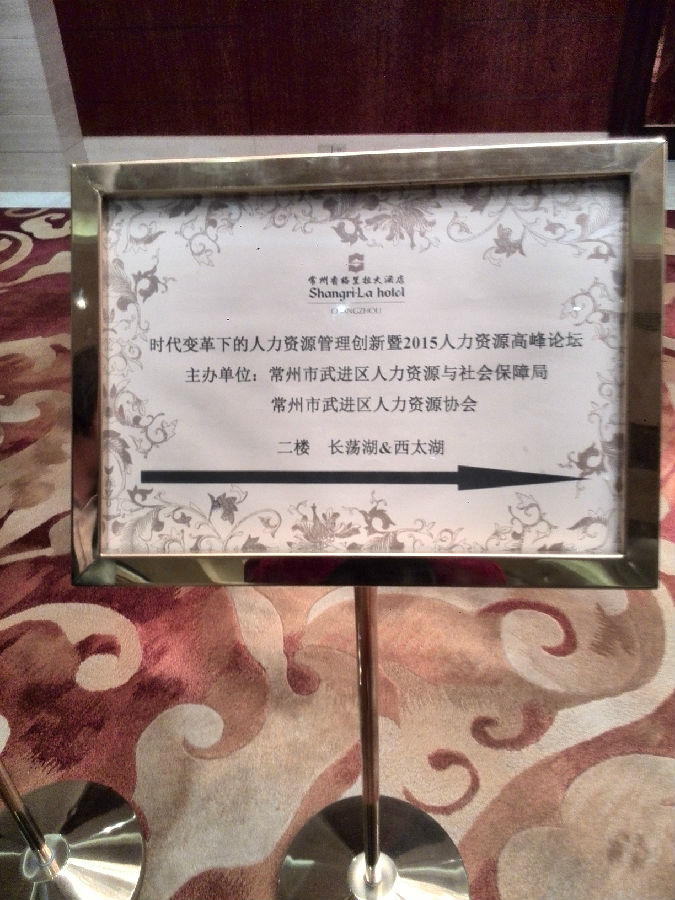 常州香格里拉大酒店
Shangri-La hotel
CHANGZHOU
时代变革下的人力资源管理创新暨2015人力资源高峰论坛
主办单位：常州市武进区人力资源与社会保障局
常州市武进区人力资源协会
二楼 长荡湖&西太湖